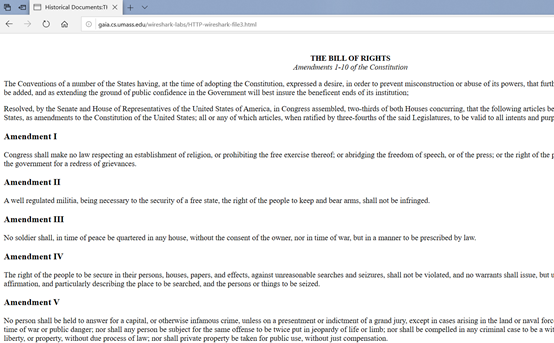 Historical Documents:TH
gaia.cs.umass.edu/wireshark-labs/HTTP-wireshark-file3.html
THE BILL OF RIGHTS
Amendments 1-10 of the Constitution
The Conventions of a number of the States having, at the time of adopting the Constitution, expressed a desire, in order to prevent misconstruction or abuse of its powers, that furth
be added, and as extending the ground of public confidence in the Government will best insure the beneficent ends of its institution;
Resolved, by the Senate and House of Representatives of the United States of America, in Congress assembled, two-thirds of both Houses concurring, that the following articles be
States, as amendments to the Constitution of the United States; all or any of which articles, when ratified by three-fourths of the said Legislatures, to be valid to all intents and purp
Amendment I
Congress shall make no law respecting an establishment of religion, or prohibiting the free exercise thereof; or abridging the freedom of speech, or of the press; or the right of the p
the government for a redress of grievances.
Amendment II
A well regulated militia, being necessary to the security of a free state, the right of the people to keep and bear arms, shall not be infringed.
Amendment III
No soldier shall, in time of peace be quartered in any house, without the consent of the owner, nor in time of war, but in a manner to be prescribed by law.
Amendment IV
The right of the people to be secure in their persons, houses, papers, and effects, against unreasonable searches and seizures, shall not be violated, and no warrants shall issue, but u
affirmation, and particularly describing the place to be searched, and the persons or things to be seized.
Amendment V
No person shall be held to answer for a capital, or otherwise infamous crime, unless on a presentment or indictment of a grand jury, except in cases arising in the land or naval forc
time of war or public danger; nor shall any person be subject for the same offense to be twice put in jeopardy of life or limb; nor shall be compelled in any criminal case to be a wit
liberty, or property, without due process of law; nor shall private property be taken for public use, without just compensation.